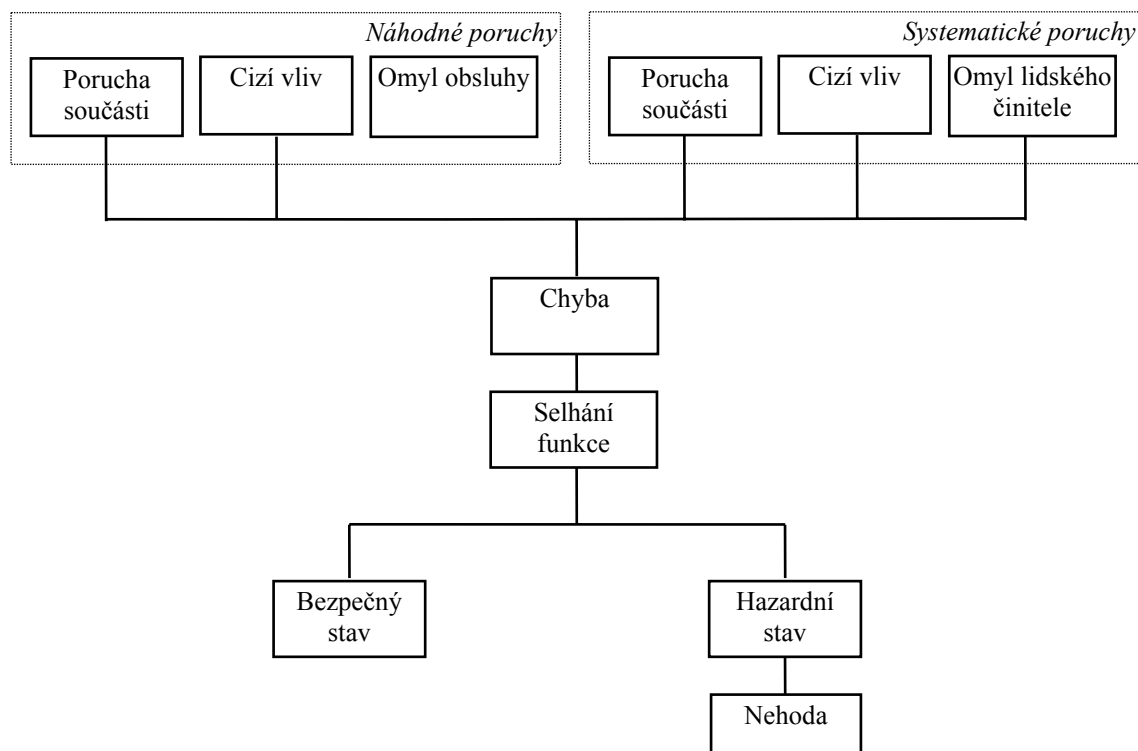 Náhodné poruchy
Porucha
součásti
Cizí vliv
Omyl obsluhy
Systematické poruchy
Porucha
součásti
Cizí vliv
Omyl lidského
činitele
Chyba
Selhání
funkce
Bezpečný
stav
Hazardní
stav
Nehoda